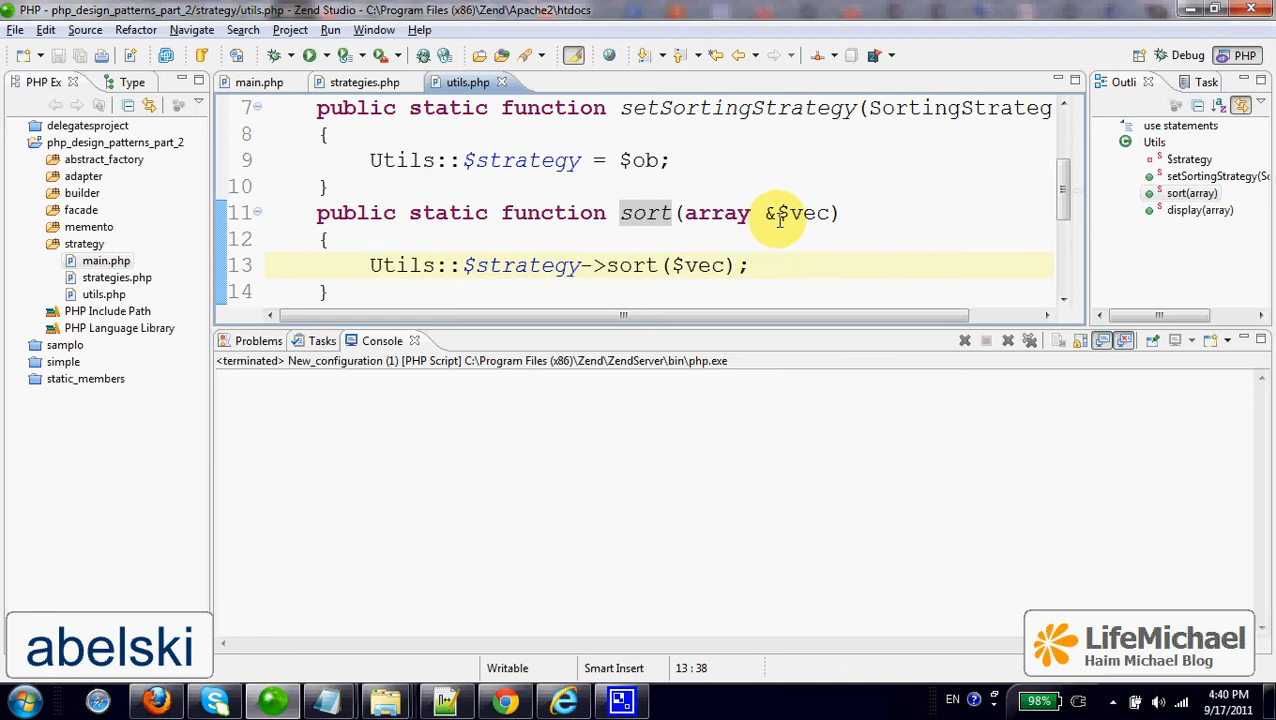 PHP - php_design_patterns_part_2/strategy/utils.php - Zend Studio - C:\Program Files (x86)\Zend\Apache2\htdocs
File Edit Source Refactor Navigate Search Project Run Window Help
Debug PHP
PHP Ex Type
main.php strategies.php utils.php
Outli Task
delegatesproject
php_design_patterns_part_2
abstract_factory
adapter
builder
facade
memento
strategy
main.php
strategies.php
utils.php
PHP Include Path
PHP Language Library
samplo
simple
static_members
7 public static function setSortingStrategy(SortingStrateg
8 {
9 Utils::$strategy = $ob;
10 }
11 public static function sort(array &$vec)
12 {
13 Utils::$strategy->sort($vec);
14 }
use statements
Utils
$strategy
setSortingStrategy(So
sort(array)
display(array)
Problems Tasks Console
<terminated> New_configuration (1) [PHP Script] C:\Program Files (x86)\Zend\ZendServer\bin\php.exe
abelski
LifeMichael
Haim Michael Blog
Writable Smart Insert 13 : 38
EN 98% 4:40 PM
9/17/2011